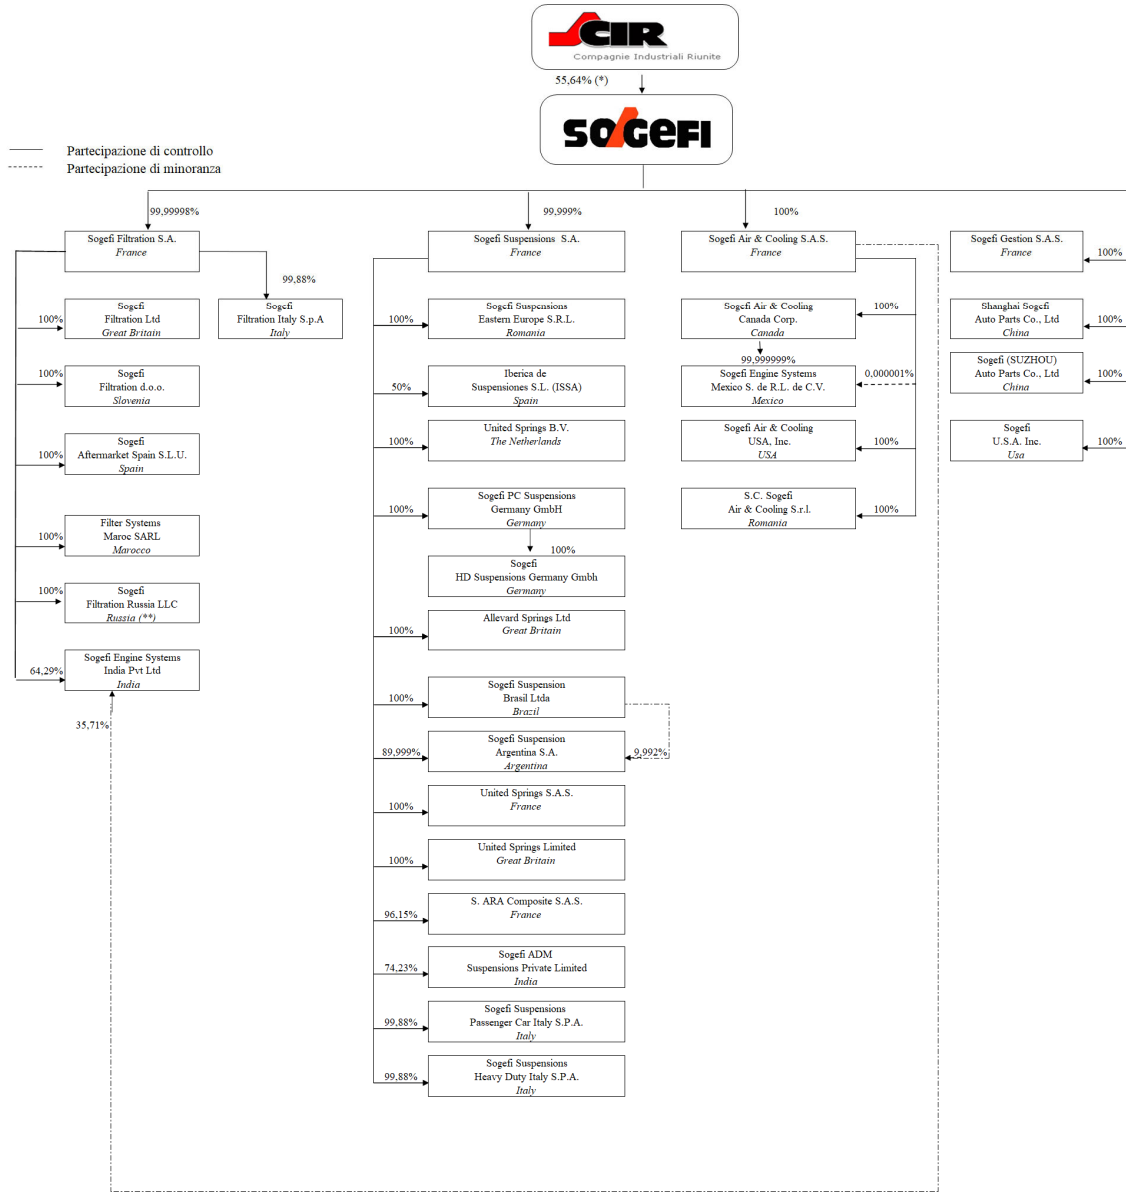 CIR
Compagnie Industriali Riunite
55,64% (*)
SOGEFI
Partecipazione di controllo
Partecipazione di minoranza
99,99998%
99,999%
100%
Sogefi Filtration S.A.
France
99,88%
Sogefi
Filtration Italy S.p.A
Italy
100%
Sogefi
Filtration Ltd
Great Britain
100%
Sogefi
Filtration d.o.o.
Slovenia
100%
Sogefi
Aftermarket Spain S.L.U.
Spain
100%
Filter Systems
Maroc SARL
Marocco
100%
Sogefi
Filtration Russia LLC
Russia (**)
64,29%
Sogefi Engine Systems
India Pvt Ltd
India
35,71%
Sogefi Suspensions S.A.
France
100%
Sogefi Suspensions
Eastern Europe S.R.L.
Romania
50%
Iberica de
Suspensiones S.L. (ISSA)
Spain
100%
United Springs B.V.
The Netherlands
100%
Sogefi PC Suspensions
Germany GmbH
Germany
100%
Sogefi
HD Suspensions Germany Gmbh
Germany
100%
Allevard Springs Ltd
Great Britain
100%
Sogefi Suspension
Brasil Ltda
Brazil
89,999%
Sogefi Suspension
Argentina S.A.
Argentina
9,992%
100%
United Springs S.A.S.
France
100%
United Springs Limited
Great Britain
96,15%
S. ARA Composite S.A.S.
France
74,23%
Sogefi ADM
Suspensions Private Limited
India
99,88%
Sogefi Suspensions
Passenger Car Italy S.P.A.
Italy
99,88%
Sogefi Suspensions
Heavy Duty Italy S.P.A.
Italy
Sogefi Air & Cooling S.A.S.
France
Sogefi Air & Cooling
Canada Corp.
Canada
100%
99,999999%
Sogefi Engine Systems
Mexico S. de R.L. de C.V.
Mexico
0,000001%
Sogefi Air & Cooling
USA, Inc.
USA
100%
S.C. Sogefi
Air & Cooling S.r.l.
Romania
100%
Sogefi Gestion S.A.S.
France
100%
Shanghai Sogefi
Auto Parts Co., Ltd
China
100%
Sogefi (SUZHOU)
Auto Parts Co., Ltd
China
100%
Sogefi
U.S.A. Inc.
Usa
100%